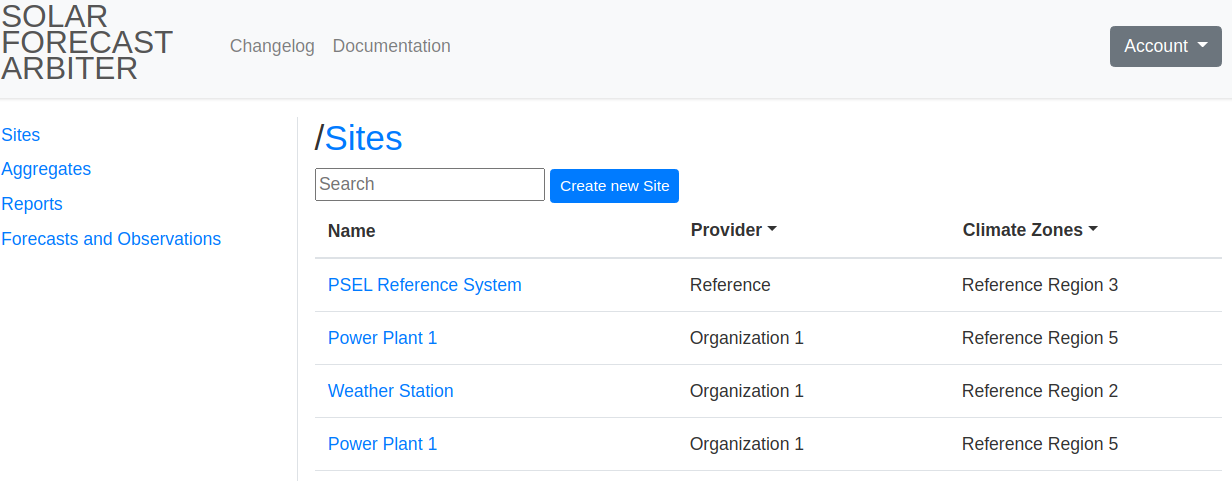 SOLAR
FORECAST
ARBITER
Changelog Documentation
Account
Sites
Aggregates
Reports
Forecasts and Observations
/Sites
Search Create new Site
Name Provider Climate Zones
PSEL Reference System Reference Reference Region 3
Power Plant 1 Organization 1 Reference Region 5
Weather Station Organization 1 Reference Region 2
Power Plant 1 Organization 1 Reference Region 5